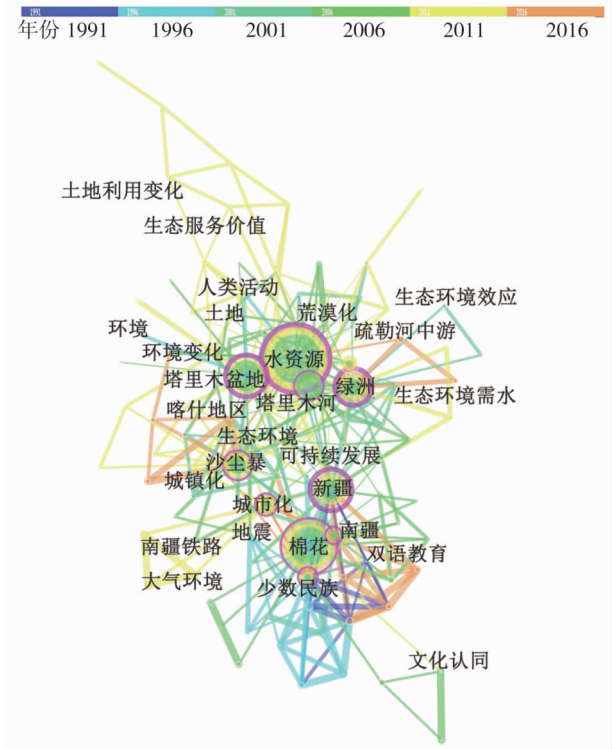 1991 1996 2001 2006 2011 2016
年份 1991 1996 2001 2006 2011 2016
土地利用变化
生态服务价值
人类活动
生态环境效应
土地
荒漠化
环境
疏勒河中游
环境变化
水资源
塔里木盆地
绿洲
生态环境需水
喀什地区
塔里木河
生态环境
沙尘暴
可持续发展
城镇化
新疆
城市化
地震
南疆
南疆铁路
棉花
双语教育
大气环境
少数民族
文化认同